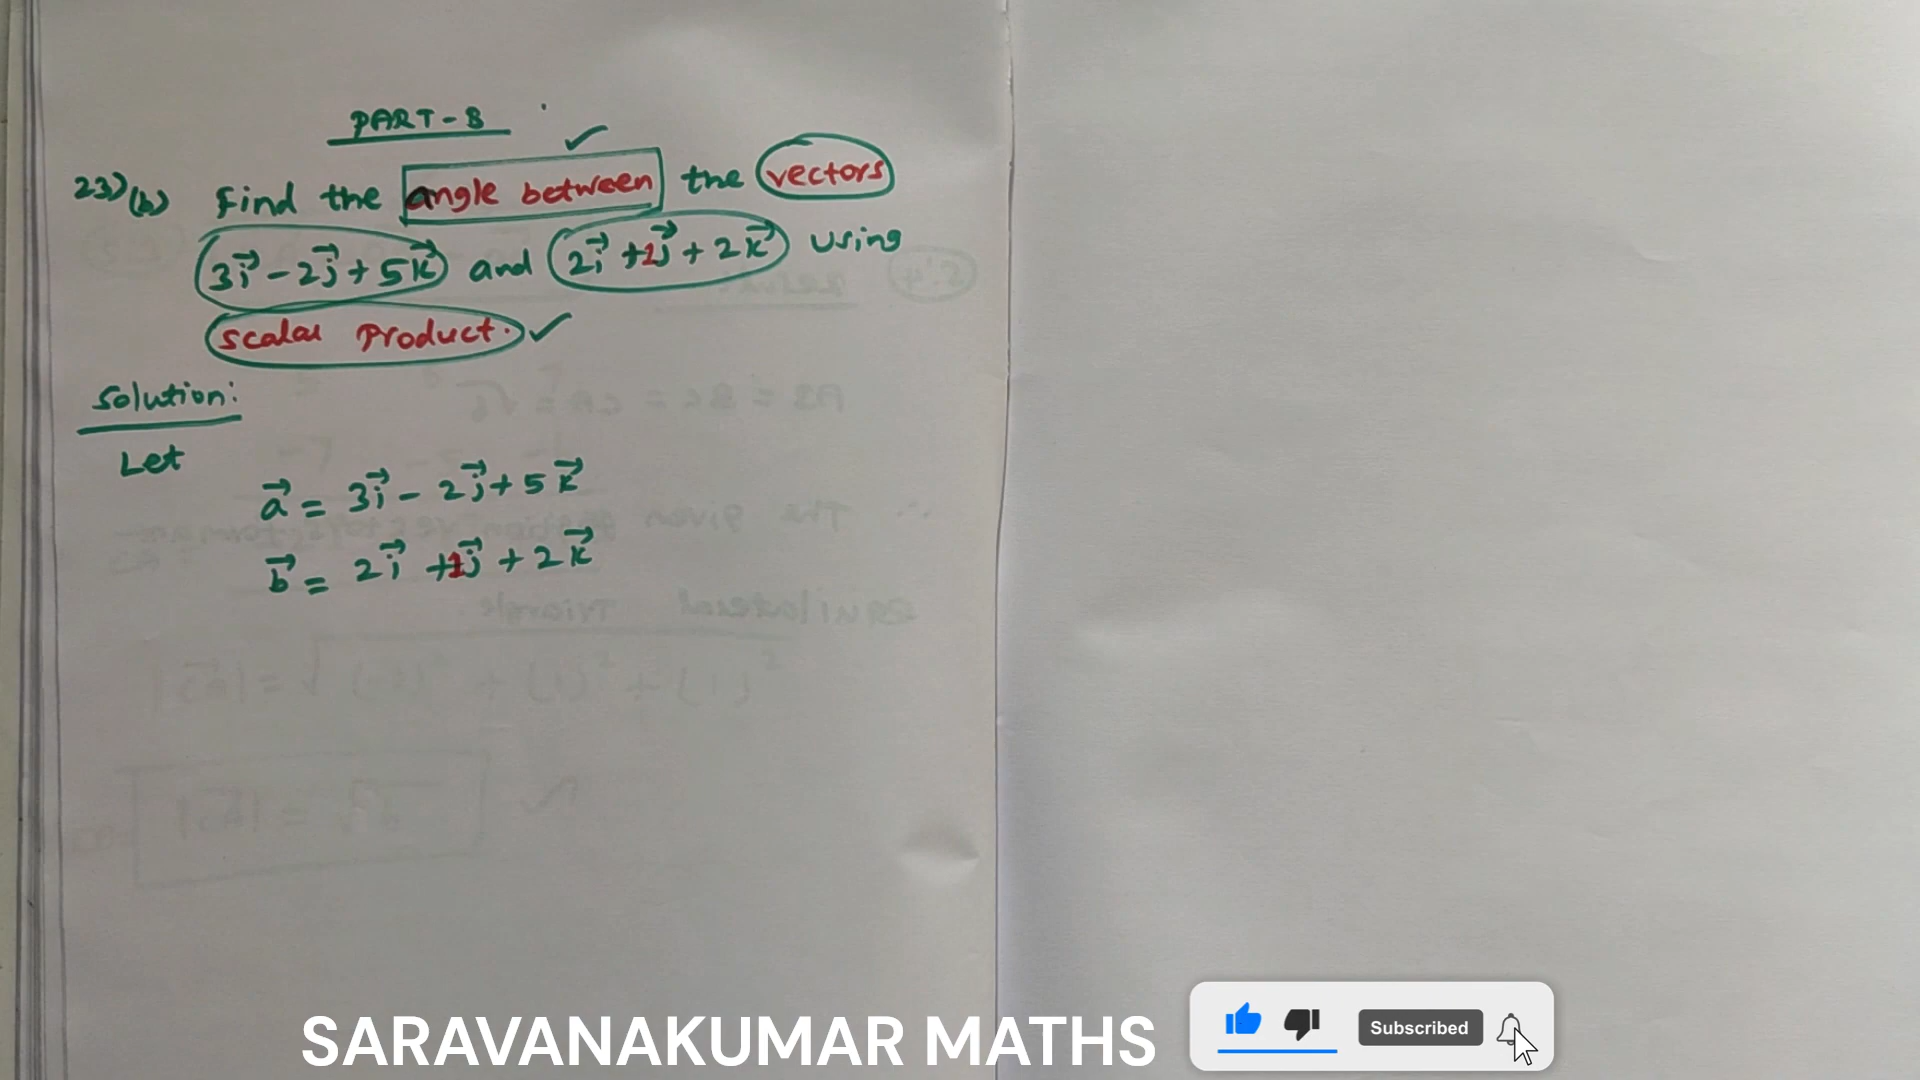 PART-B
23)(b) Find the angle between the vectors
3i⃗ - 2j⃗ + 5k⃗ and 2i⃗ + 1j⃗ + 2k⃗ using
scalar product.
Solution:
Let
a⃗ = 3i⃗ - 2j⃗ + 5k⃗
b⃗ = 2i⃗ + 1j⃗ + 2k⃗
SARAVANAKUMAR MATHS
Subscribed